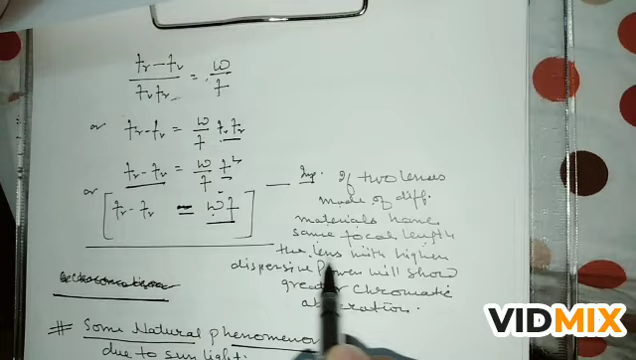 fr - fv / fv fr = ω / f
or fr - fv = ω / f fv fr
fr - fv = ω / f f²
or [ fr - fv = ω f ] — Imp. If two lenses
made of diff.
materials have
same focal length
the lens with higher
dispersive power will show
greater chromatic
aberration.
# Some Natural phenomenon
due to sun light.
VIDMIX